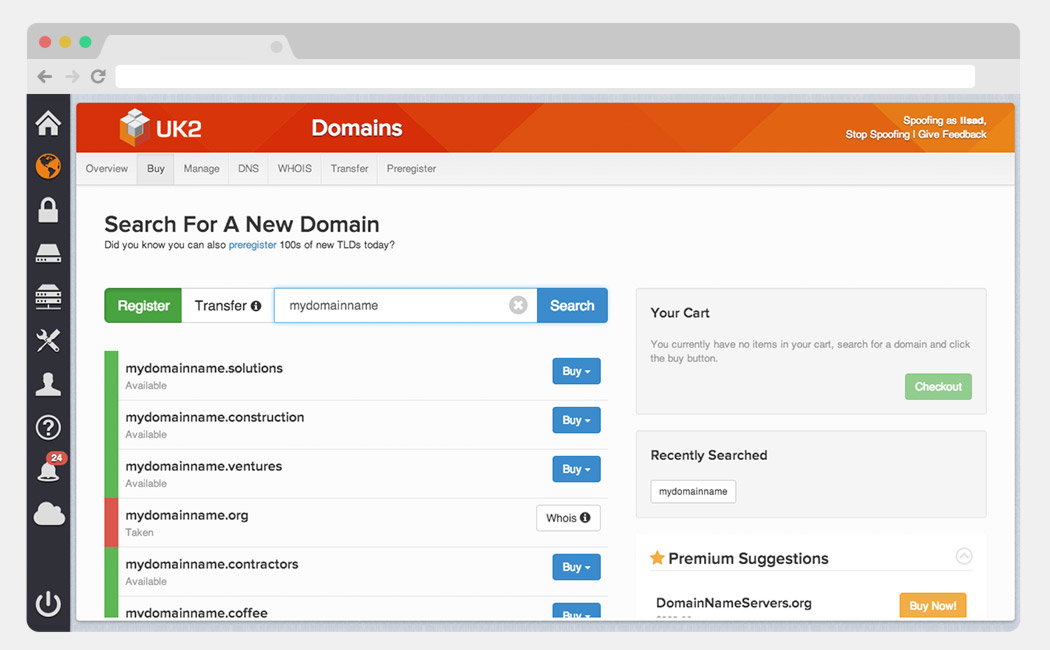 UK2
Domains
Spoofing as llsad,
Stop Spoofing | Give Feedback
Overview
Buy
Manage
DNS
WHOIS
Transfer
Preregister
Search For A New Domain
Did you know you can also preregister 100s of new TLDs today?
Register
Transfer
mydomainname
Search
mydomainname.solutions
Available
Buy
mydomainname.construction
Available
Buy
mydomainname.ventures
Available
Buy
mydomainname.org
Taken
Whois
mydomainname.contractors
Available
Buy
mydomainname.coffee
Buy
24
Your Cart
You currently have no items in your cart, search for a domain and click
the buy button.
Checkout
Recently Searched
mydomainname
Premium Suggestions
DomainNameServers.org
Buy Now!